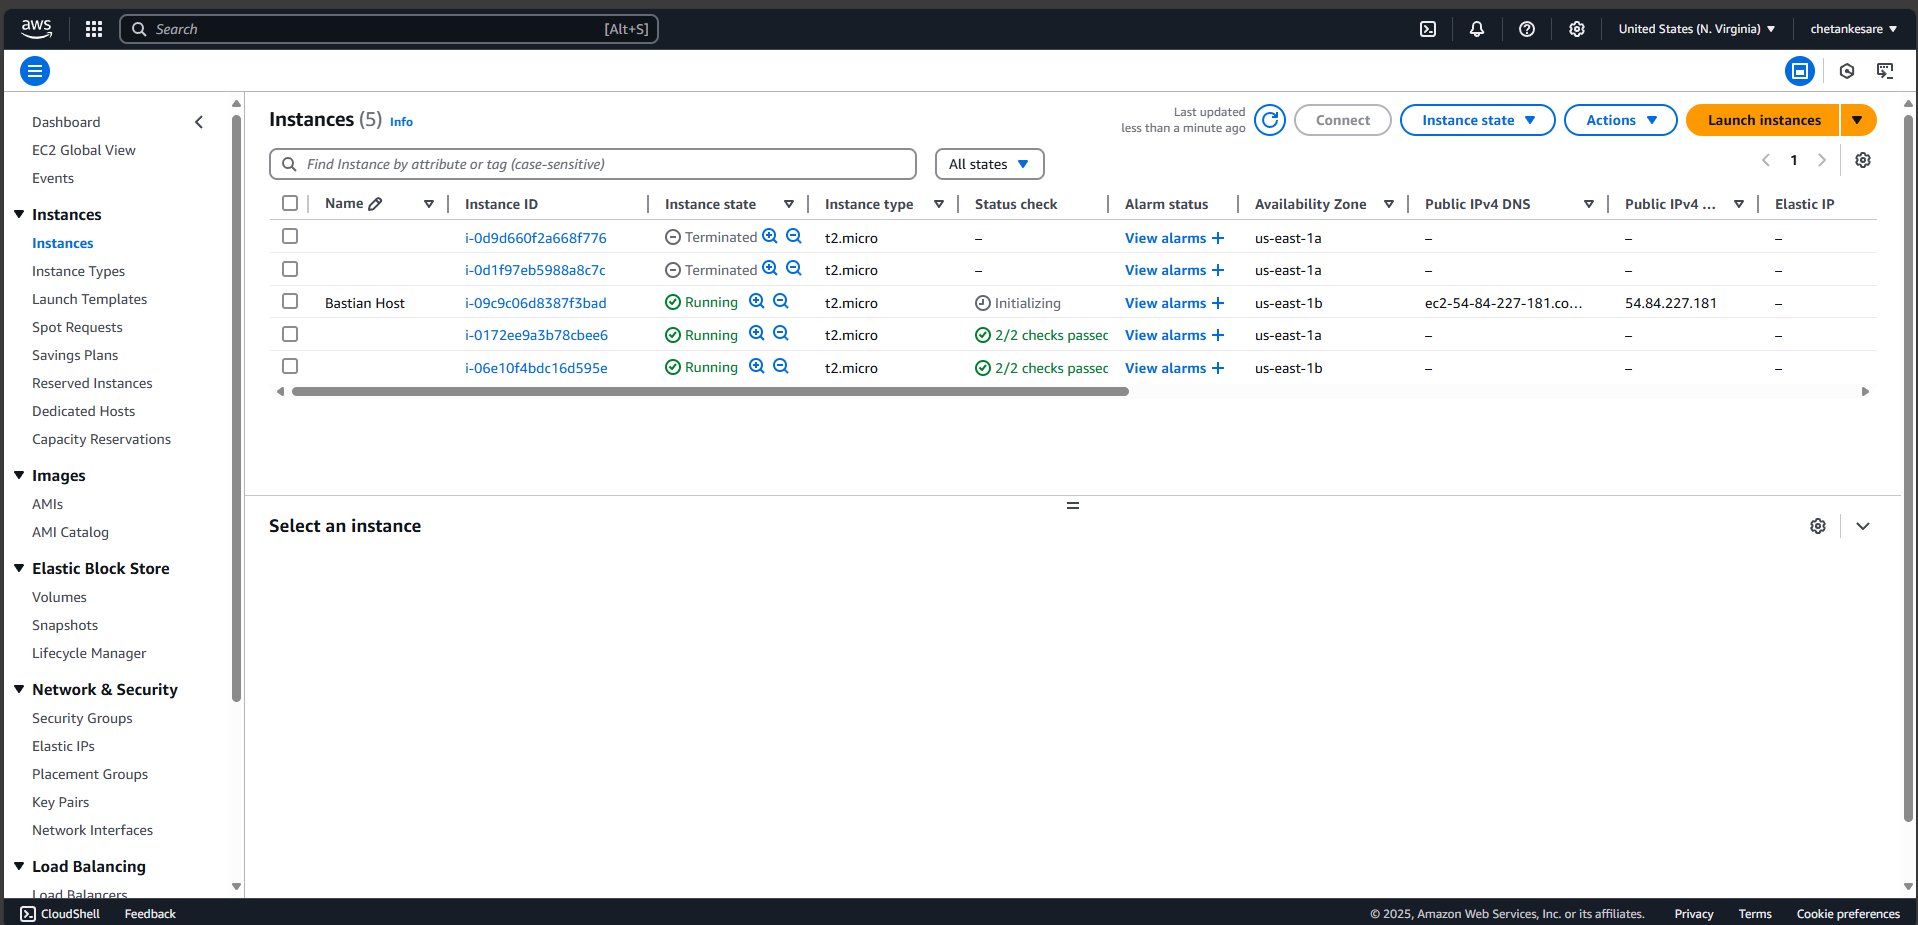 aws
Search [Alt+S]
United States (N. Virginia)
chetankesare
Dashboard
EC2 Global View
Events
Instances
Instances
Instance Types
Launch Templates
Spot Requests
Savings Plans
Reserved Instances
Dedicated Hosts
Capacity Reservations
Images
AMIs
AMI Catalog
Elastic Block Store
Volumes
Snapshots
Lifecycle Manager
Network & Security
Security Groups
Elastic IPs
Placement Groups
Key Pairs
Network Interfaces
Load Balancing
Load Balancers
Instances (5) Info
Last updated
less than a minute ago
Connect
Instance state
Actions
Launch instances
Find Instance by attribute or tag (case-sensitive)
All states
1
Name Instance ID Instance state Instance type Status check Alarm status Availability Zone Public IPv4 DNS Public IPv4 ... Elastic IP
i-0d9d660f2a668f776 Terminated t2.micro – View alarms + us-east-1a – – –
i-0d1f97eb5988a8c7c Terminated t2.micro – View alarms + us-east-1a – – –
Bastian Host i-09c9c06d8387f3bad Running t2.micro Initializing View alarms + us-east-1b ec2-54-84-227-181.co... 54.84.227.181 –
i-0172ee9a3b78cbee6 Running t2.micro 2/2 checks passec View alarms + us-east-1a – – –
i-06e10f4bdc16d595e Running t2.micro 2/2 checks passec View alarms + us-east-1b – – –
Select an instance
CloudShell Feedback © 2025, Amazon Web Services, Inc. or its affiliates. Privacy Terms Cookie preferences